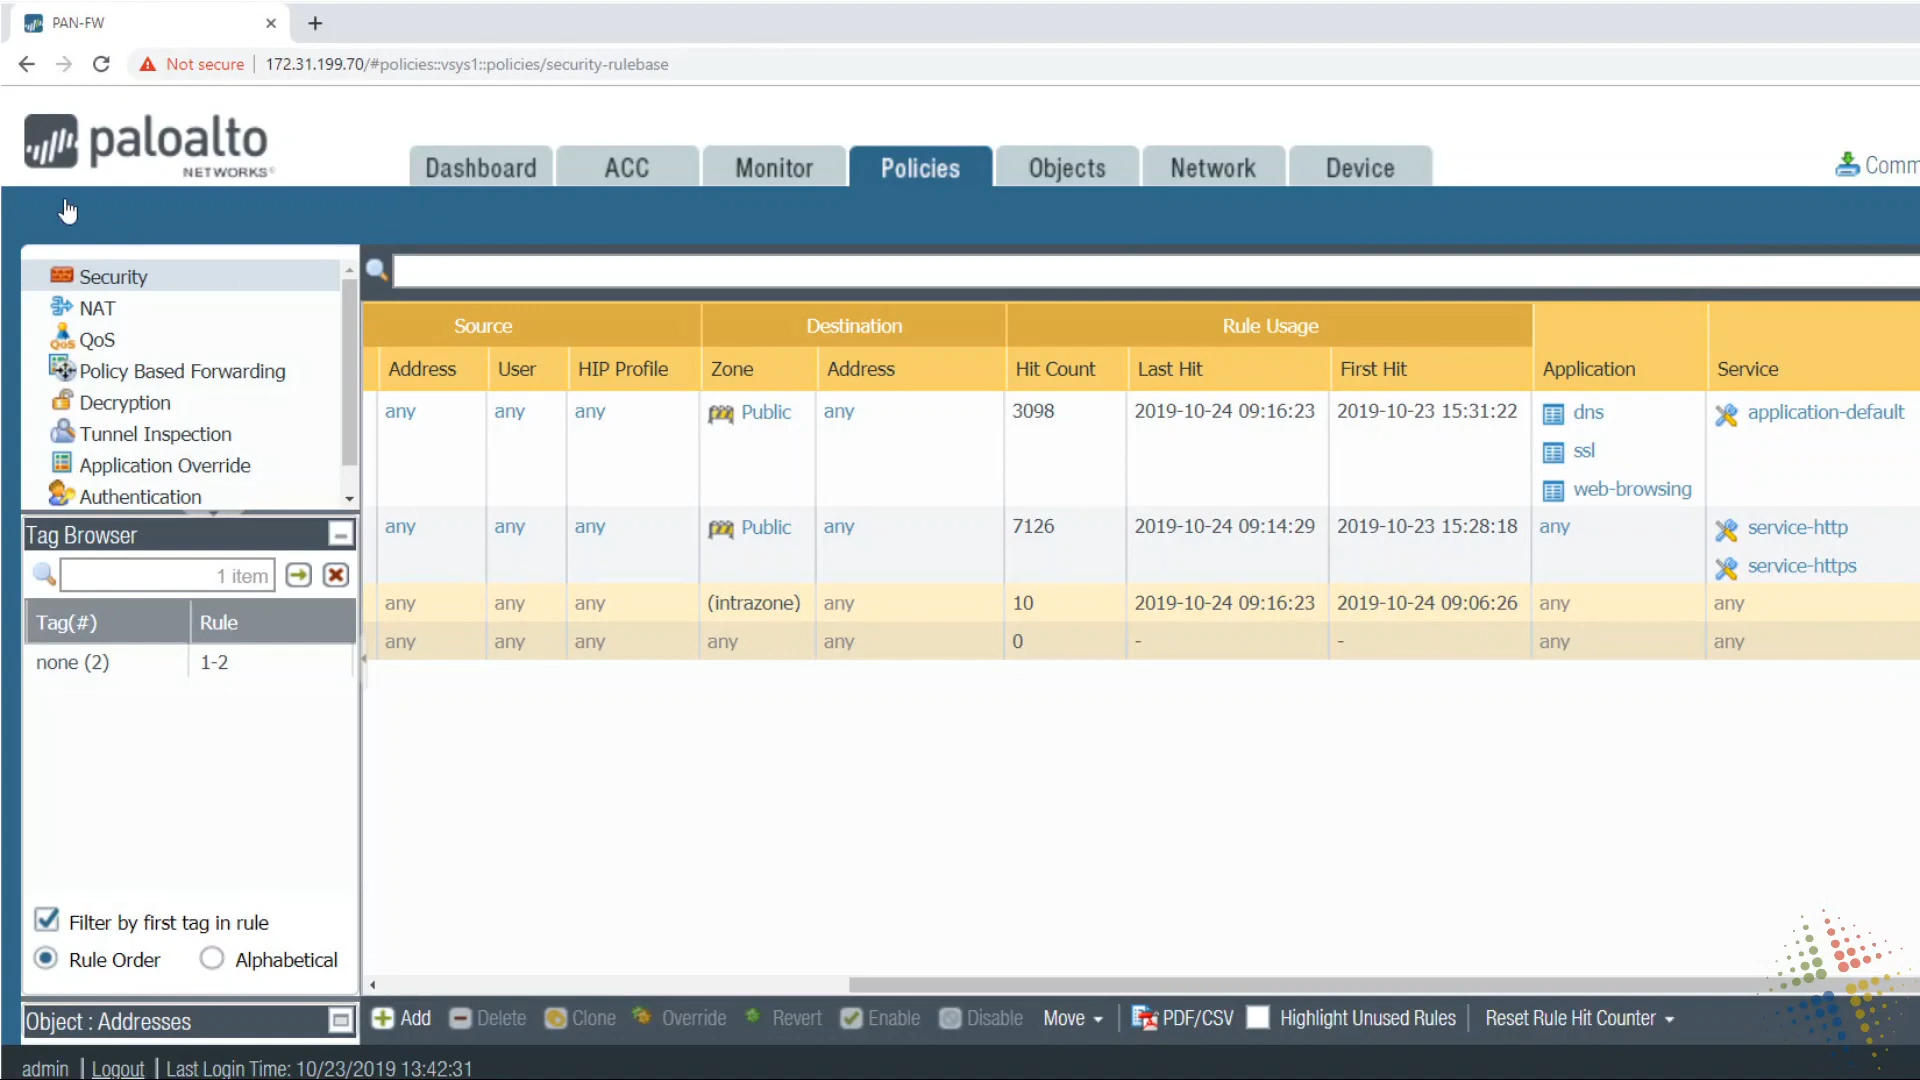 PAN-FW
Not secure | 172.31.199.70/#policies::vsys1::policies/security-rulebase
paloalto
NETWORKS®
Dashboard ACC Monitor Policies Objects Network Device Comm
Security
NAT
QoS
Policy Based Forwarding
Decryption
Tunnel Inspection
Application Override
Authentication
Tag Browser
1 item
Tag(#) Rule
none (2) 1-2
Filter by first tag in rule
Rule Order Alphabetical
Object : Addresses
Source Destination Rule Usage
Address User HIP Profile Zone Address Hit Count Last Hit First Hit Application Service
any any any Public any 3098 2019-10-24 09:16:23 2019-10-23 15:31:22 dns application-default
ssl
web-browsing
any any any Public any 7126 2019-10-24 09:14:29 2019-10-23 15:28:18 any service-http
service-https
any any any (intrazone) any 10 2019-10-24 09:16:23 2019-10-24 09:06:26 any any
any any any any any 0 - - any any
Add Delete Clone Override Revert Enable Disable Move PDF/CSV Highlight Unused Rules Reset Rule Hit Counter
admin | Logout | Last Login Time: 10/23/2019 13:42:31